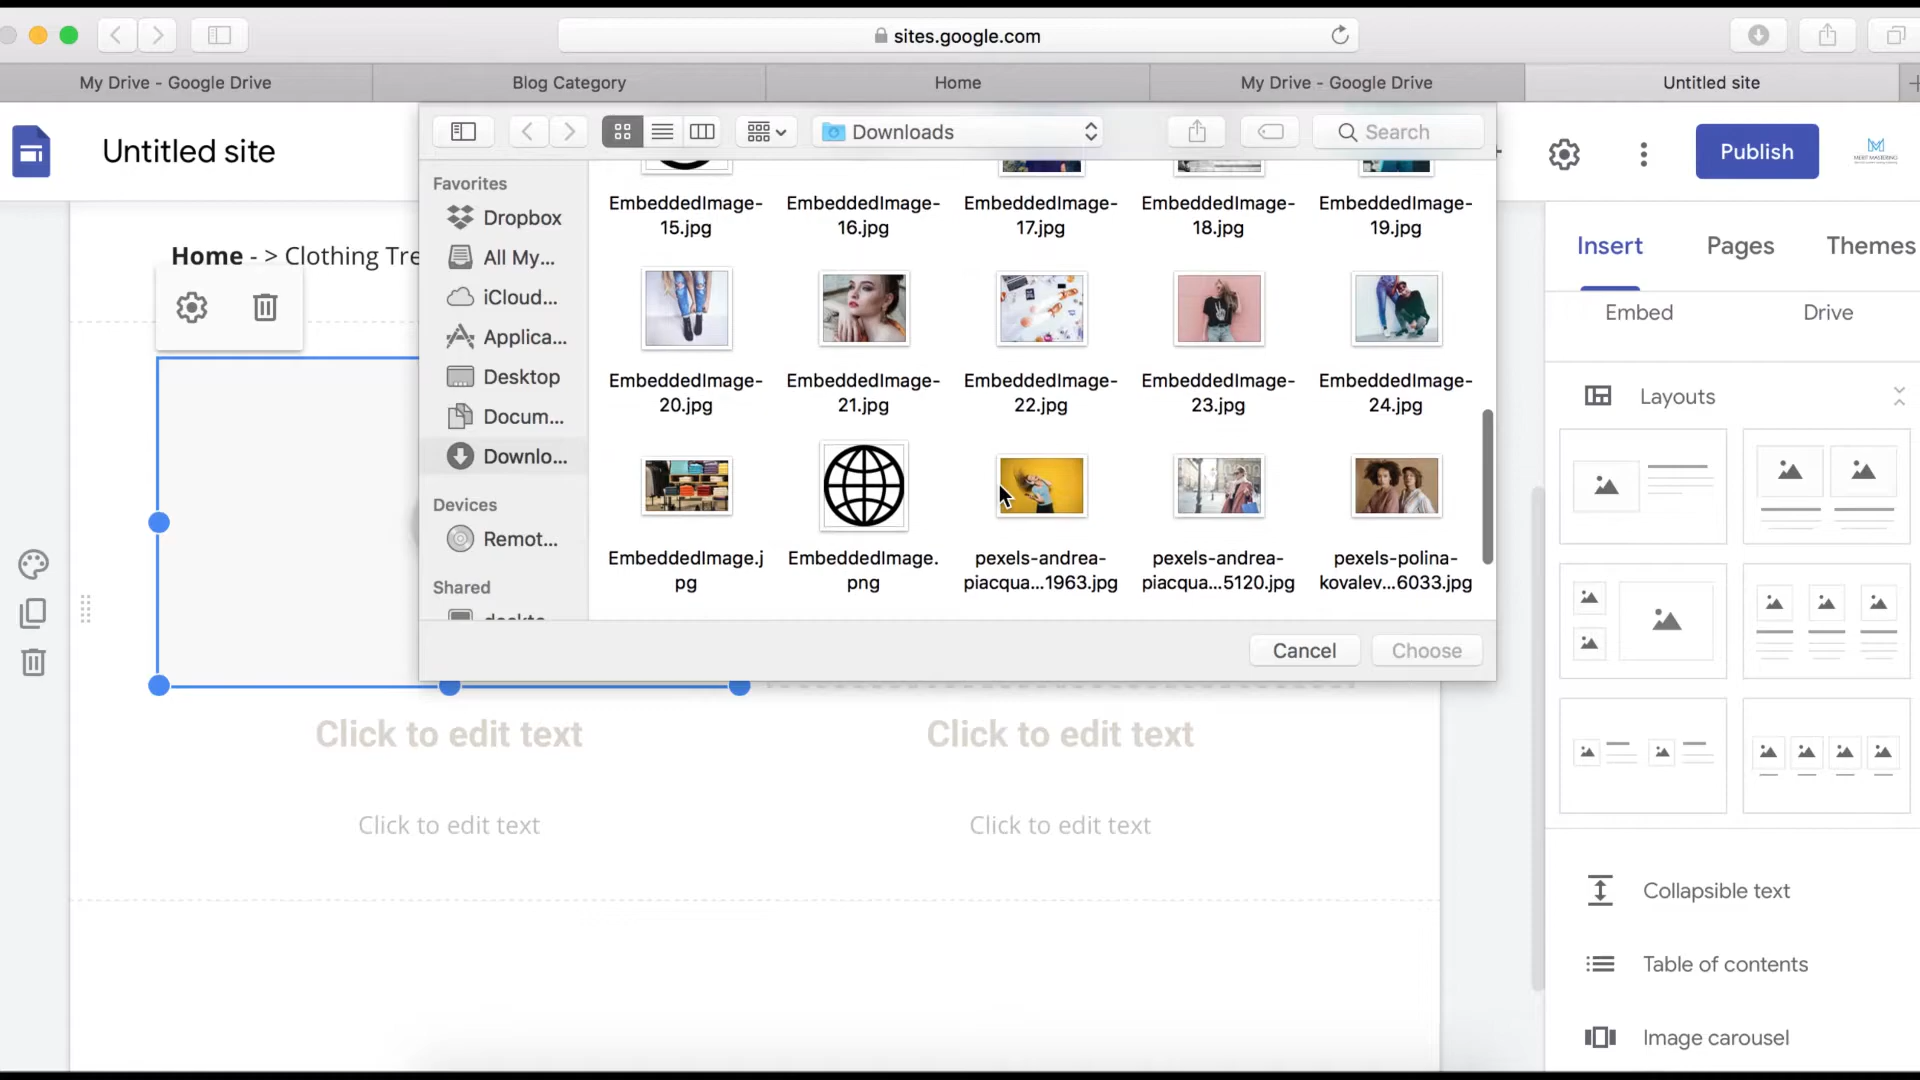 sites.google.com
My Drive - Google Drive
Blog Category
Home
My Drive - Google Drive
Untitled site
Untitled site
Downloads
Search
Publish
Favorites
Dropbox
All My...
iCloud...
Applica...
Desktop
Docum...
Downlo...
Devices
Remot...
Shared
EmbeddedImage-
15.jpg
EmbeddedImage-
16.jpg
EmbeddedImage-
17.jpg
EmbeddedImage-
18.jpg
EmbeddedImage-
19.jpg
EmbeddedImage-
20.jpg
EmbeddedImage-
21.jpg
EmbeddedImage-
22.jpg
EmbeddedImage-
23.jpg
EmbeddedImage-
24.jpg
EmbeddedImage.j
pg
EmbeddedImage.
png
pexels-andrea-
piacqua...1963.jpg
pexels-andrea-
piacqua...5120.jpg
pexels-polina-
kovalev...6033.jpg
Cancel
Choose
Home - > Clothing Tre
Click to edit text
Click to edit text
Click to edit text
Click to edit text
Insert
Pages
Themes
Embed
Drive
Layouts
Collapsible text
Table of contents
Image carousel